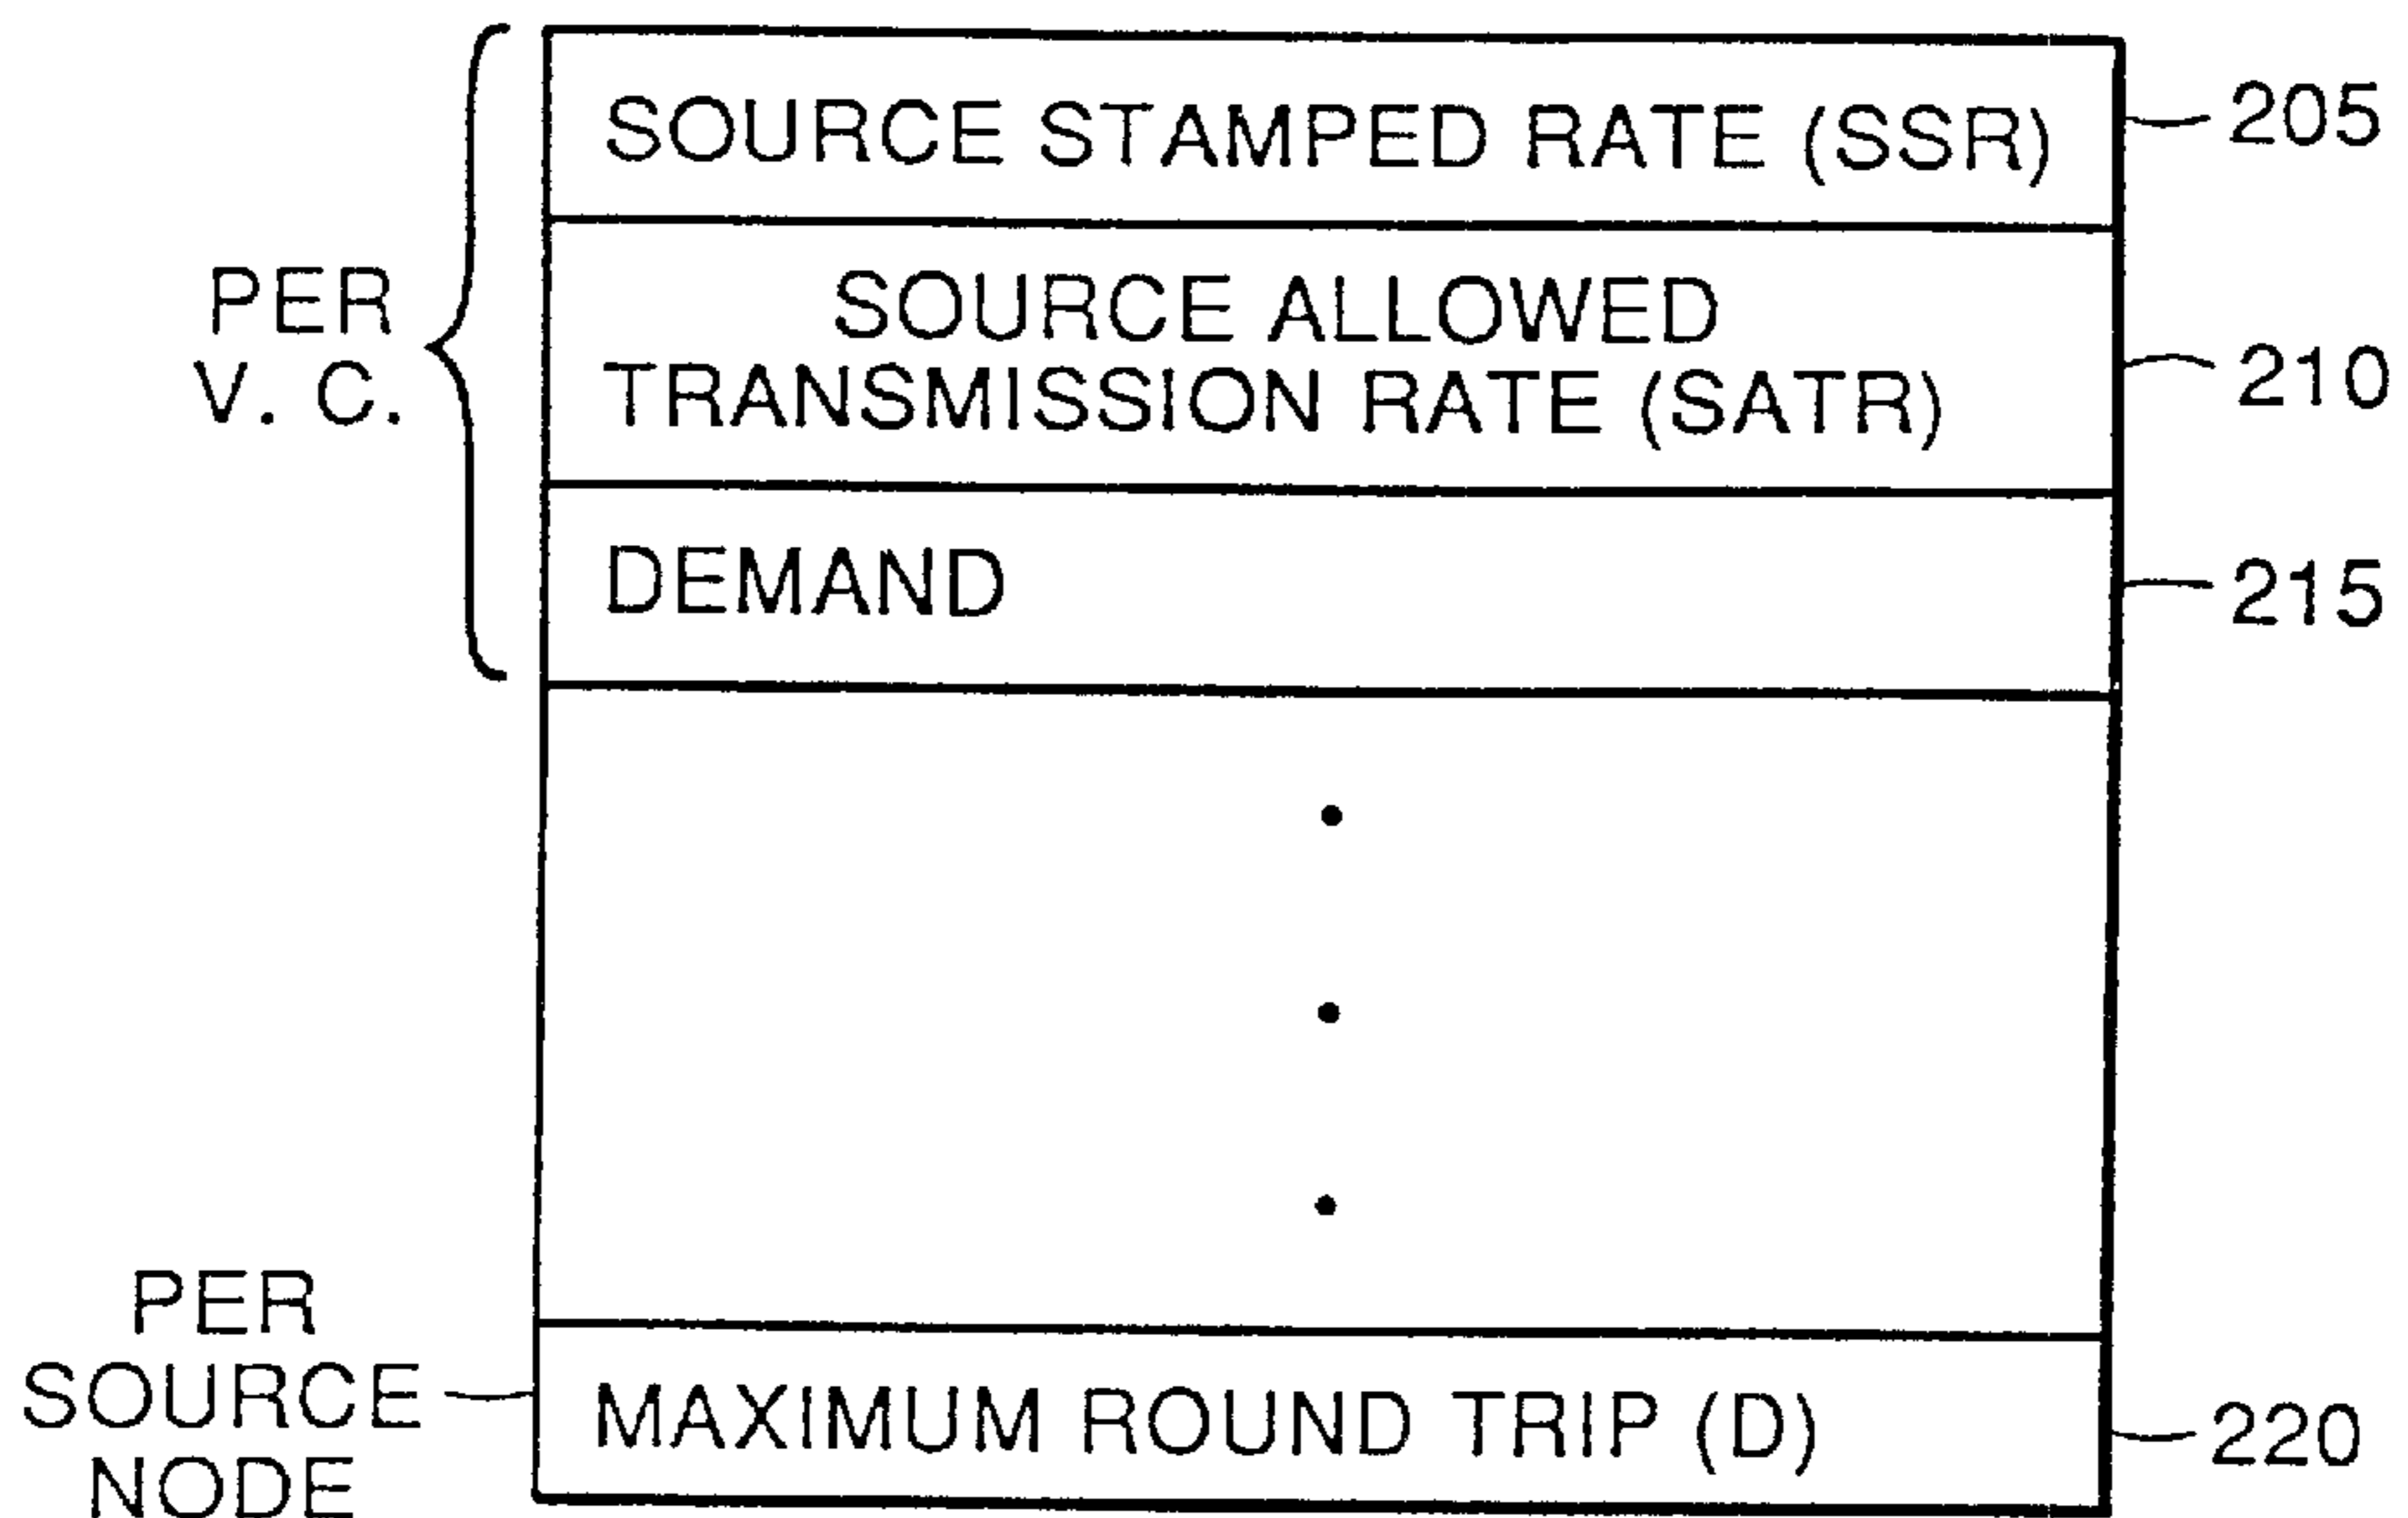 SOURCE STAMPED RATE (SSR)
205
PER
V. C.
SOURCE ALLOWED
TRANSMISSION RATE (SATR)
210
DEMAND
215
PER
SOURCE
NODE
MAXIMUM ROUND TRIP (D)
220